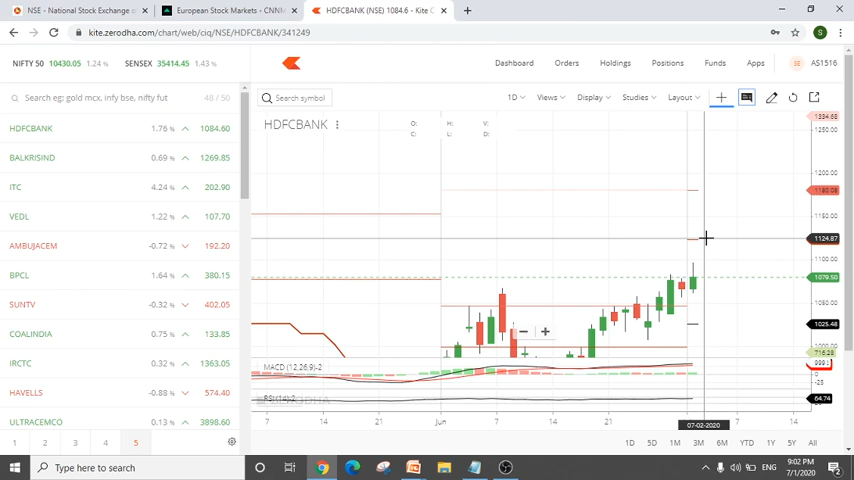 NSE - National Stock Exchange o
European Stock Markets - CNNM
HDFCBANK (NSE) 1084.6 - Kite C
kite.zerodha.com/chart/web/ciq/NSE/HDFCBANK/341249
NIFTY 50 10430.05 1.24 % SENSEX 35414.45 1.43 %
Dashboard Orders Holdings Positions Funds Apps SE AS1516
Search eg: gold mcx, infy bse, nifty fut 48 / 50
Search symbol 1D Views Display Studies Layout
HDFCBANK 1.76 % 1084.60
BALKRISIND 0.69 % 1269.85
ITC 4.24 % 202.90
VEDL 1.22 % 107.70
AMBUJACEM -0.72 % 192.20
BPCL 1.64 % 380.15
SUNTV -0.32 % 402.05
COALINDIA 0.75 % 133.85
IRCTC 0.32 % 1363.05
HAVELLS -0.88 % 574.40
ULTRACEMCO 0.13 % 3898.60
1 2 3 4 5
HDFCBANK
O: H: V:
C: L: D:
1334.68
1250.00
1200.00
1180.08
1150.00
1124.87
1100.00
1079.50
1050.00
1025.48
1000.00
716.28
MACD (12,26,9)-2
0
-25
64.74
7 14 21 Jun 7 14 21 07-02-2020 7 14
1D 5D 1M 3M 6M YTD 1Y 5Y All
Type here to search
ENG
9:02 PM
7/1/2020
2